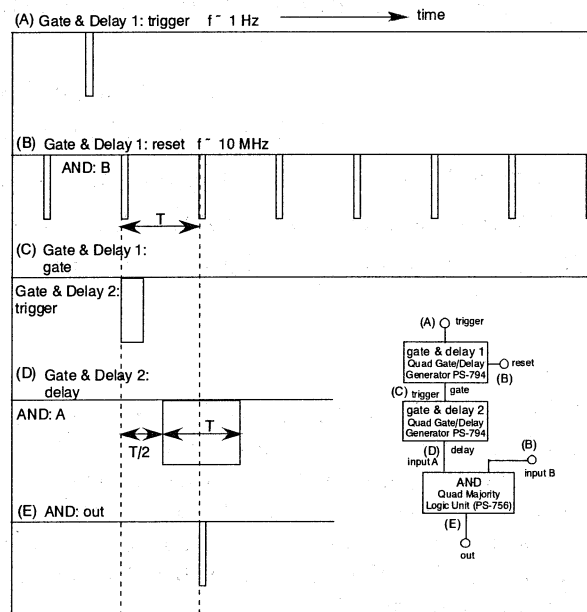 (A) Gate & Delay 1: trigger f ~ 1 Hz
time
(B) Gate & Delay 1: reset f ~ 10 MHz
AND: B
T
(C) Gate & Delay 1:
gate
Gate & Delay 2:
trigger
(D) Gate & Delay 2:
delay
AND: A
T/2
T
(E) AND: out
(A) trigger
gate & delay 1
Quad Gate/Delay
Generator PS-794
reset
(B)
(C) trigger gate
gate & delay 2
Quad Gate/Delay
Generator PS-794
(D) delay
input A
(B)
input B
AND
Quad Majority
Logic Unit (PS-756)
(E)
out